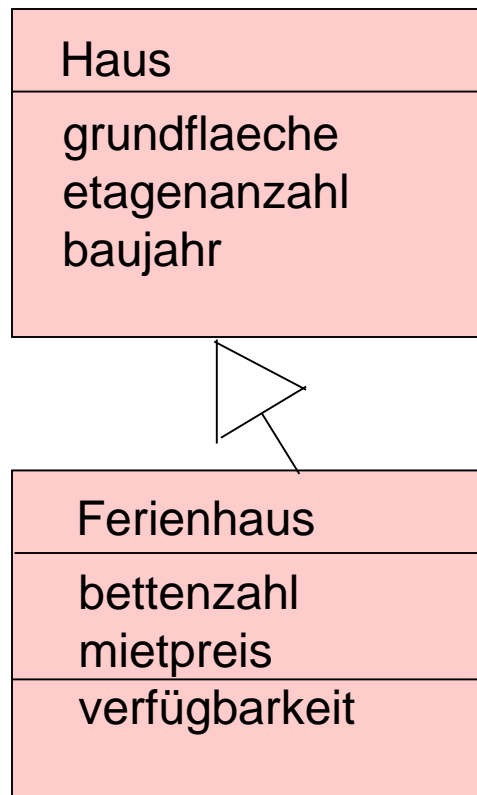 Haus
grundflaeche
etagenanzahl
baujahr
Ferienhaus
bettenzahl
mietpreis
verfügbarkeit